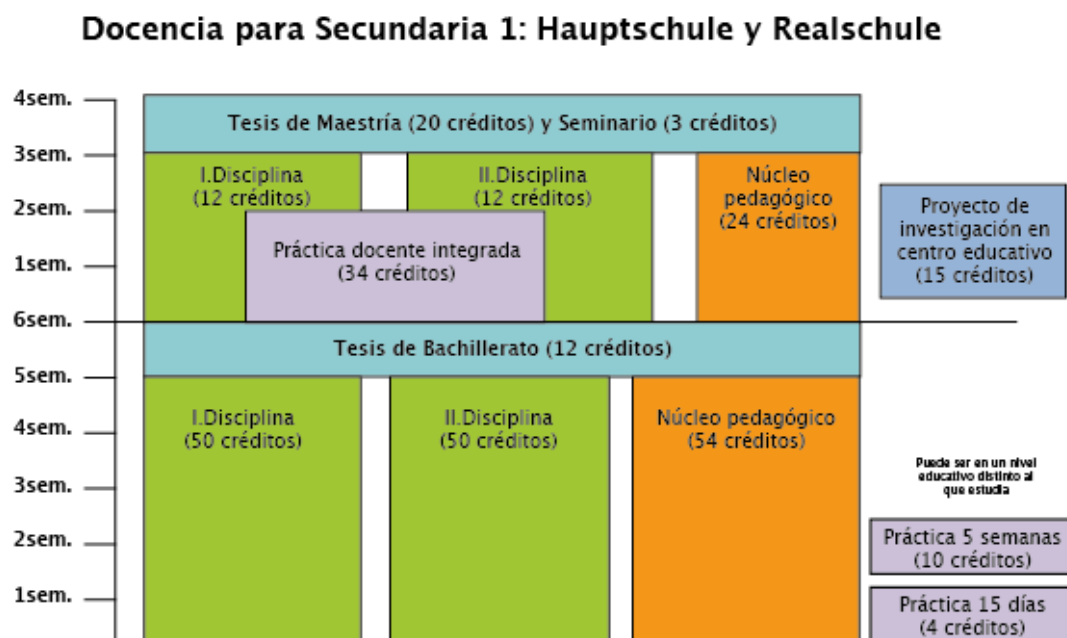 Docencia para Secundaria 1: Hauptschule y Realschule
4sem.
Tesis de Maestría (20 créditos) y Seminario (3 créditos)
3sem.
I.Disciplina
(12 créditos)
II.Disciplina
(12 créditos)
Núcleo
pedagógico
(24 créditos)
2sem.
Práctica docente integrada
(34 créditos)
Proyecto de
investigación en
centro educativo
(15 créditos)
1sem.
6sem.
Tesis de Bachillerato (12 créditos)
5sem.
I.Disciplina
(50 créditos)
II.Disciplina
(50 créditos)
Núcleo pedagógico
(54 créditos)
4sem.
3sem.
Puede ser en un nivel
educativo distinto al
que estudia
2sem.
Práctica 5 semanas
(10 créditos)
1sem.
Práctica 15 días
(4 créditos)